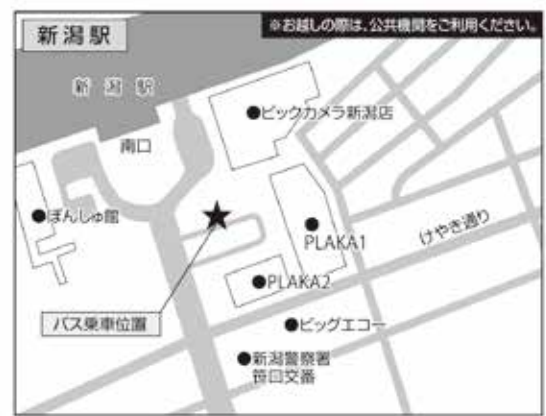 新潟駅
※お越しの際は、公共機関をご利用ください。
新潟駅
●ビックカメラ新潟店
南口
●ぽんしゅ館
★
●
PLAKA1
けやき通り
●PLAKA2
バス乗車位置
●ビッグエコー
●新潟警察署
笹口交番